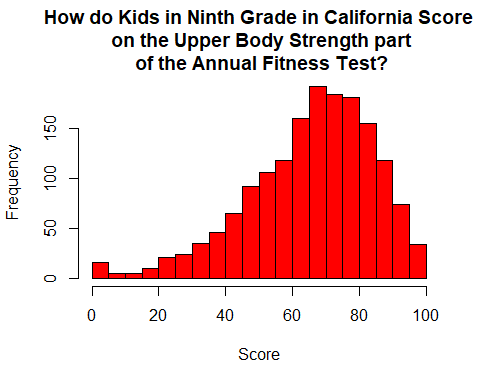 How do Kids in Ninth Grade in California Score
on the Upper Body Strength part
of the Annual Fitness Test?
Frequency
150
100
50
0
0 20 40 60 80 100
Score